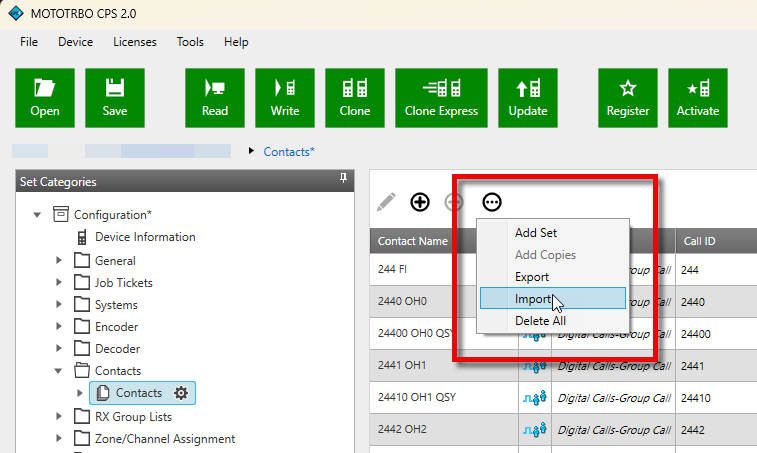 MOTOTRBO CPS 2.0
File Device Licenses Tools Help
Open Save Read Write Clone Clone Express Update Register Activate
Contacts*
Set Categories
Configuration*
Device Information
General
Job Tickets
Systems
Encoder
Decoder
Contacts
Contacts
RX Group Lists
Zone/Channel Assignment
Contact Name Call ID
Add Set
Add Copies
Export
Import
Delete All
244 FI -Group Call 244
2440 OH0 -Group Call 2440
24400 OH0 QSY -Group Call 24400
2441 OH1 Digital Calls-Group Call 2441
24410 OH1 QSY Digital Calls-Group Call 24410
2442 OH2 Digital Calls-Group Call 2442